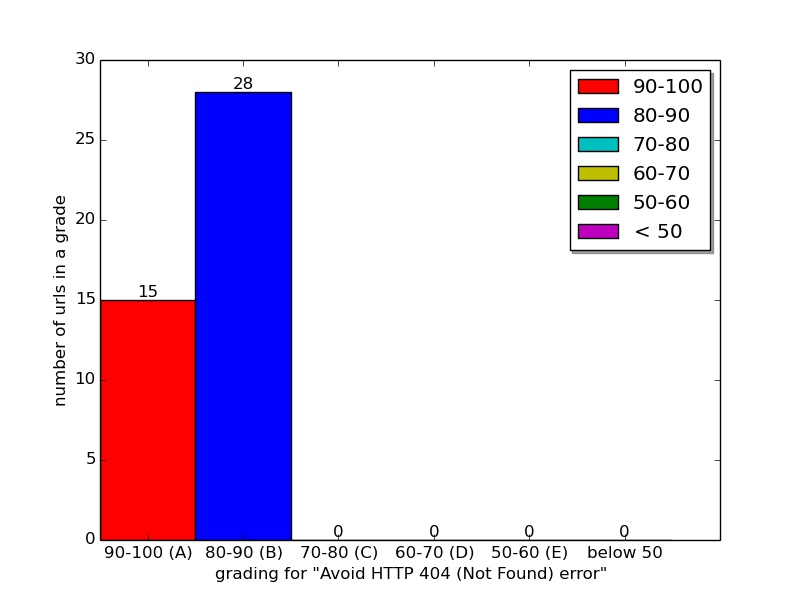 30
25
20
15
10
5
0
number of urls in a grade
15
28
0
0
0
0
90-100
80-90
70-80
60-70
50-60
< 50
90-100 (A)
80-90 (B)
70-80 (C)
60-70 (D)
50-60 (E)
below 50
grading for "Avoid HTTP 404 (Not Found) error"